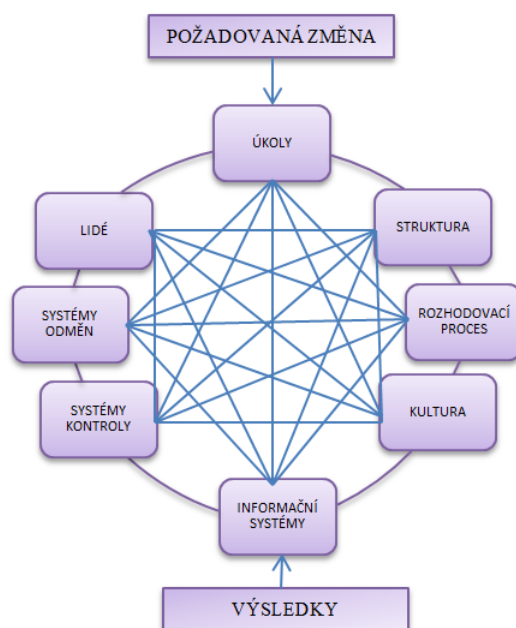 POŽADOVANÁ ZMĚNA
ÚKOLY
LIDÉ
STRUKTURA
SYSTÉMY
ODMĚN
ROZHODOVACÍ
PROCES
SYSTÉMY
KONTROLY
KULTURA
INFORMAČNÍ
SYSTÉMY
VÝSLEDKY